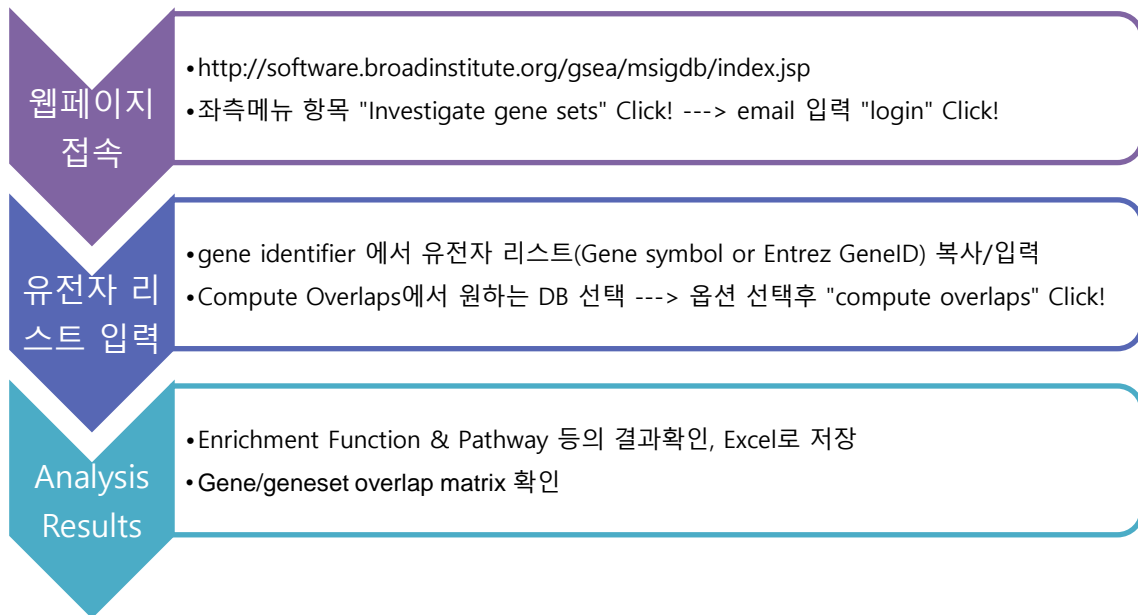 웹페이지
접속
•http://software.broadinstitute.org/gsea/msigdb/index.jsp
•좌측메뉴 항목 "Investigate gene sets" Click! ---> email 입력 "login" Click!
유전자 리
스트 입력
•gene identifier 에서 유전자 리스트(Gene symbol or Entrez GeneID) 복사/입력
•Compute Overlaps에서 원하는 DB 선택 ---> 옵션 선택후 "compute overlaps" Click!
Analysis
Results
•Enrichment Function & Pathway 등의 결과확인, Excel로 저장
•Gene/geneset overlap matrix 확인